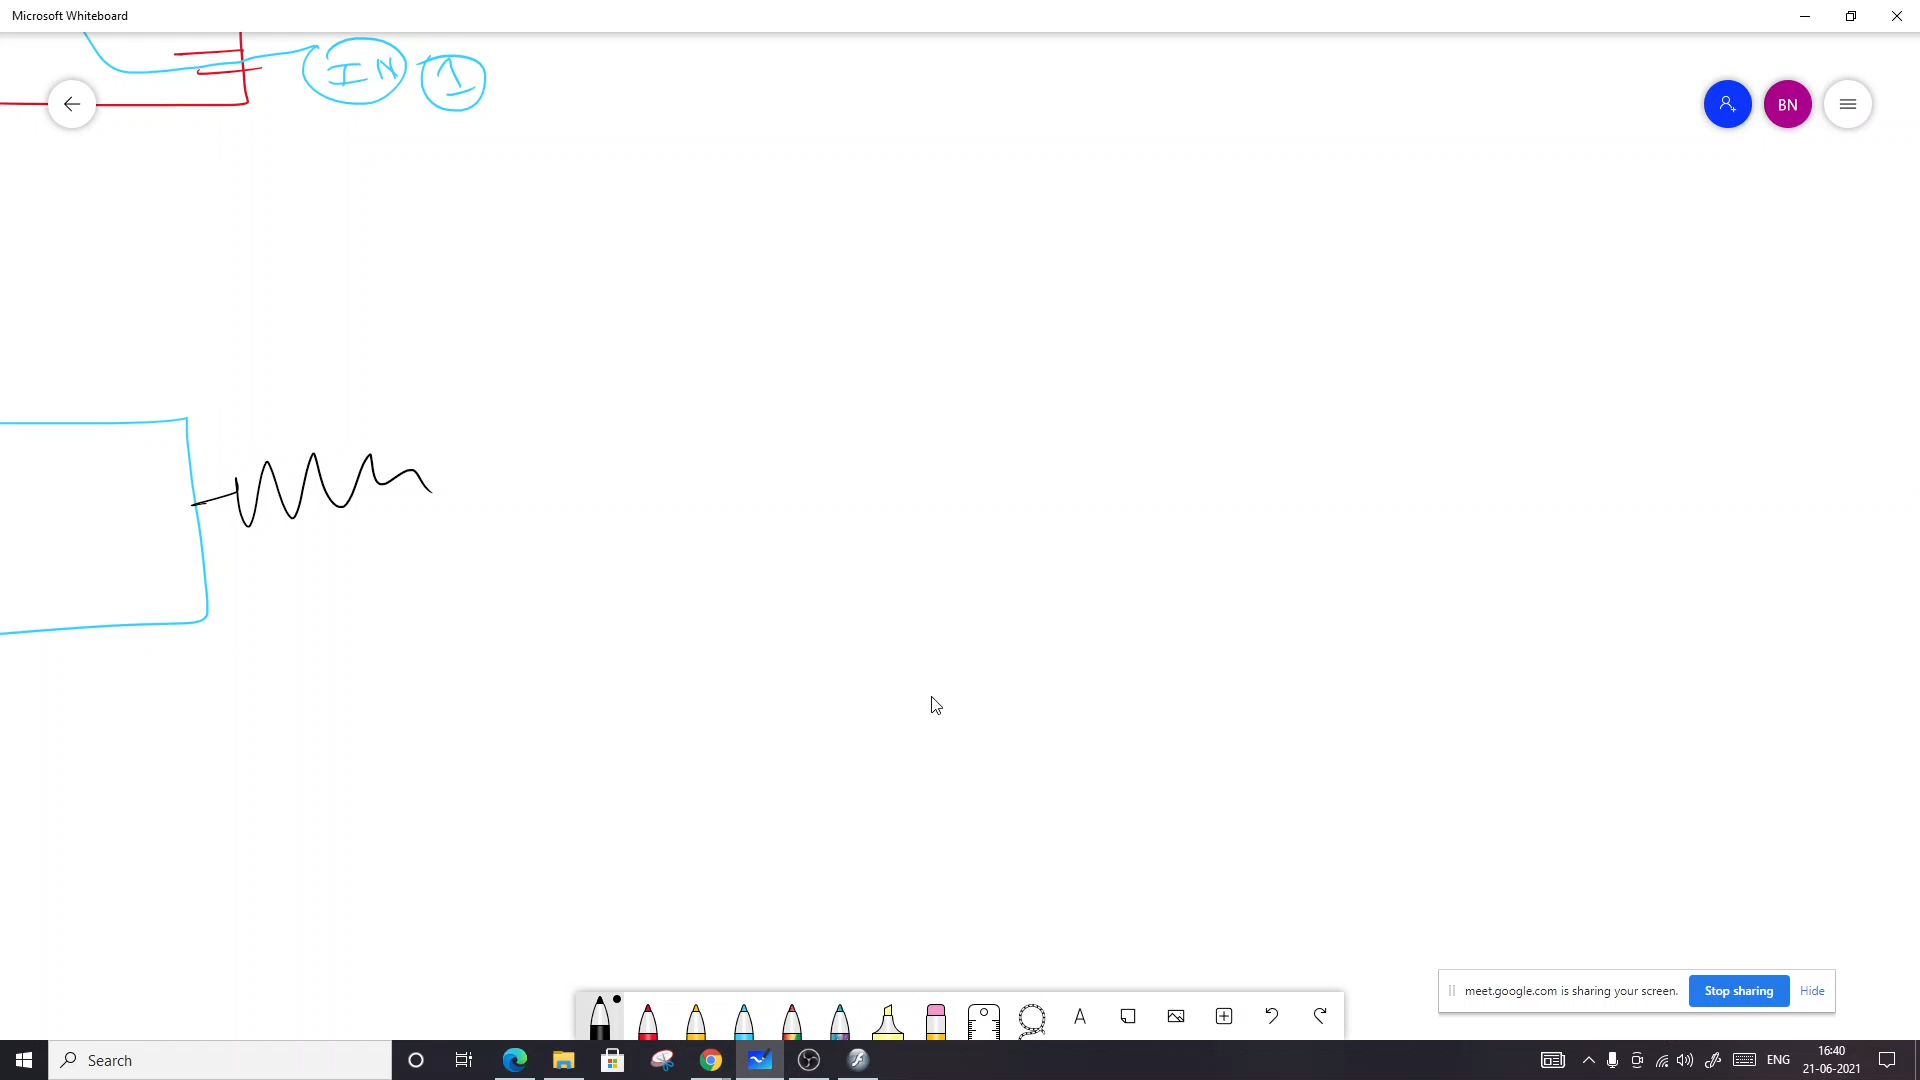 Microsoft Whiteboard
IN 1
BN
meet.google.com is sharing your screen.
Stop sharing
Hide
Search
ENG
16:40
21-06-2021